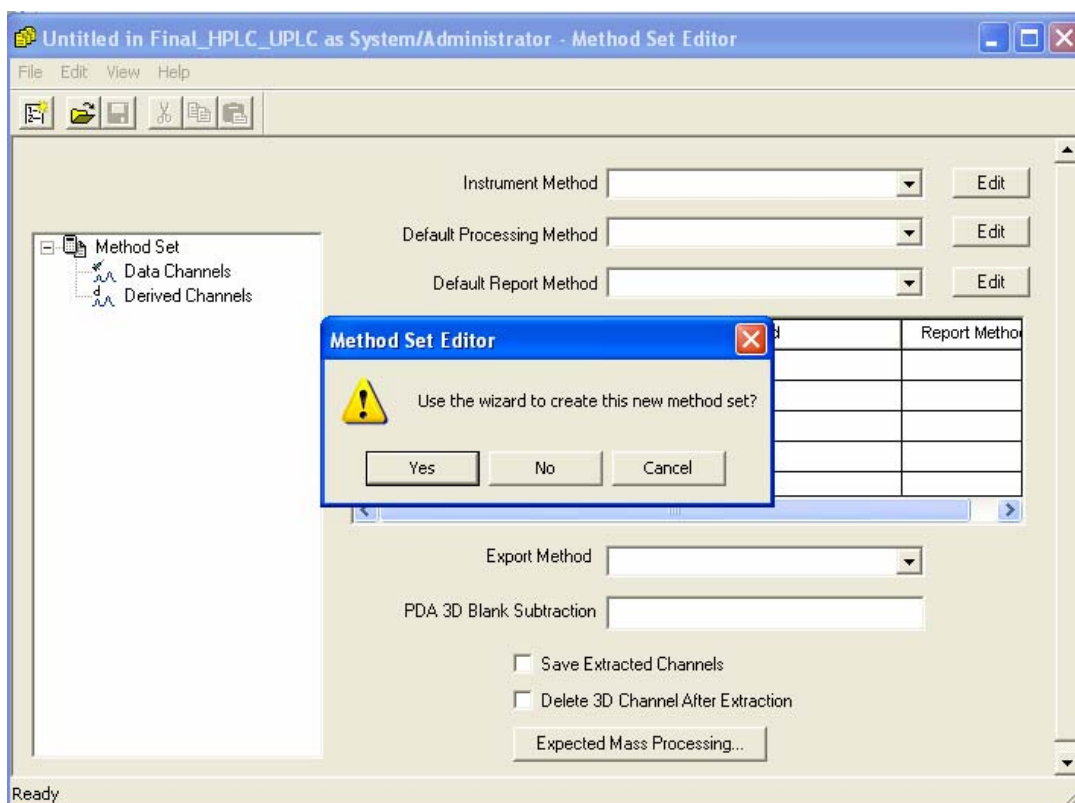 Untitled in Final_HPLC_UPLC as System/Administrator - Method Set Editor
File Edit View Help
Instrument Method Edit
Default Processing Method Edit
Default Report Method Edit
Method Set
Data Channels
Derived Channels
Report Method
Method Set Editor
Use the wizard to create this new method set?
Yes No Cancel
Export Method
PDA 3D Blank Subtraction
Save Extracted Channels
Delete 3D Channel After Extraction
Expected Mass Processing...
Ready